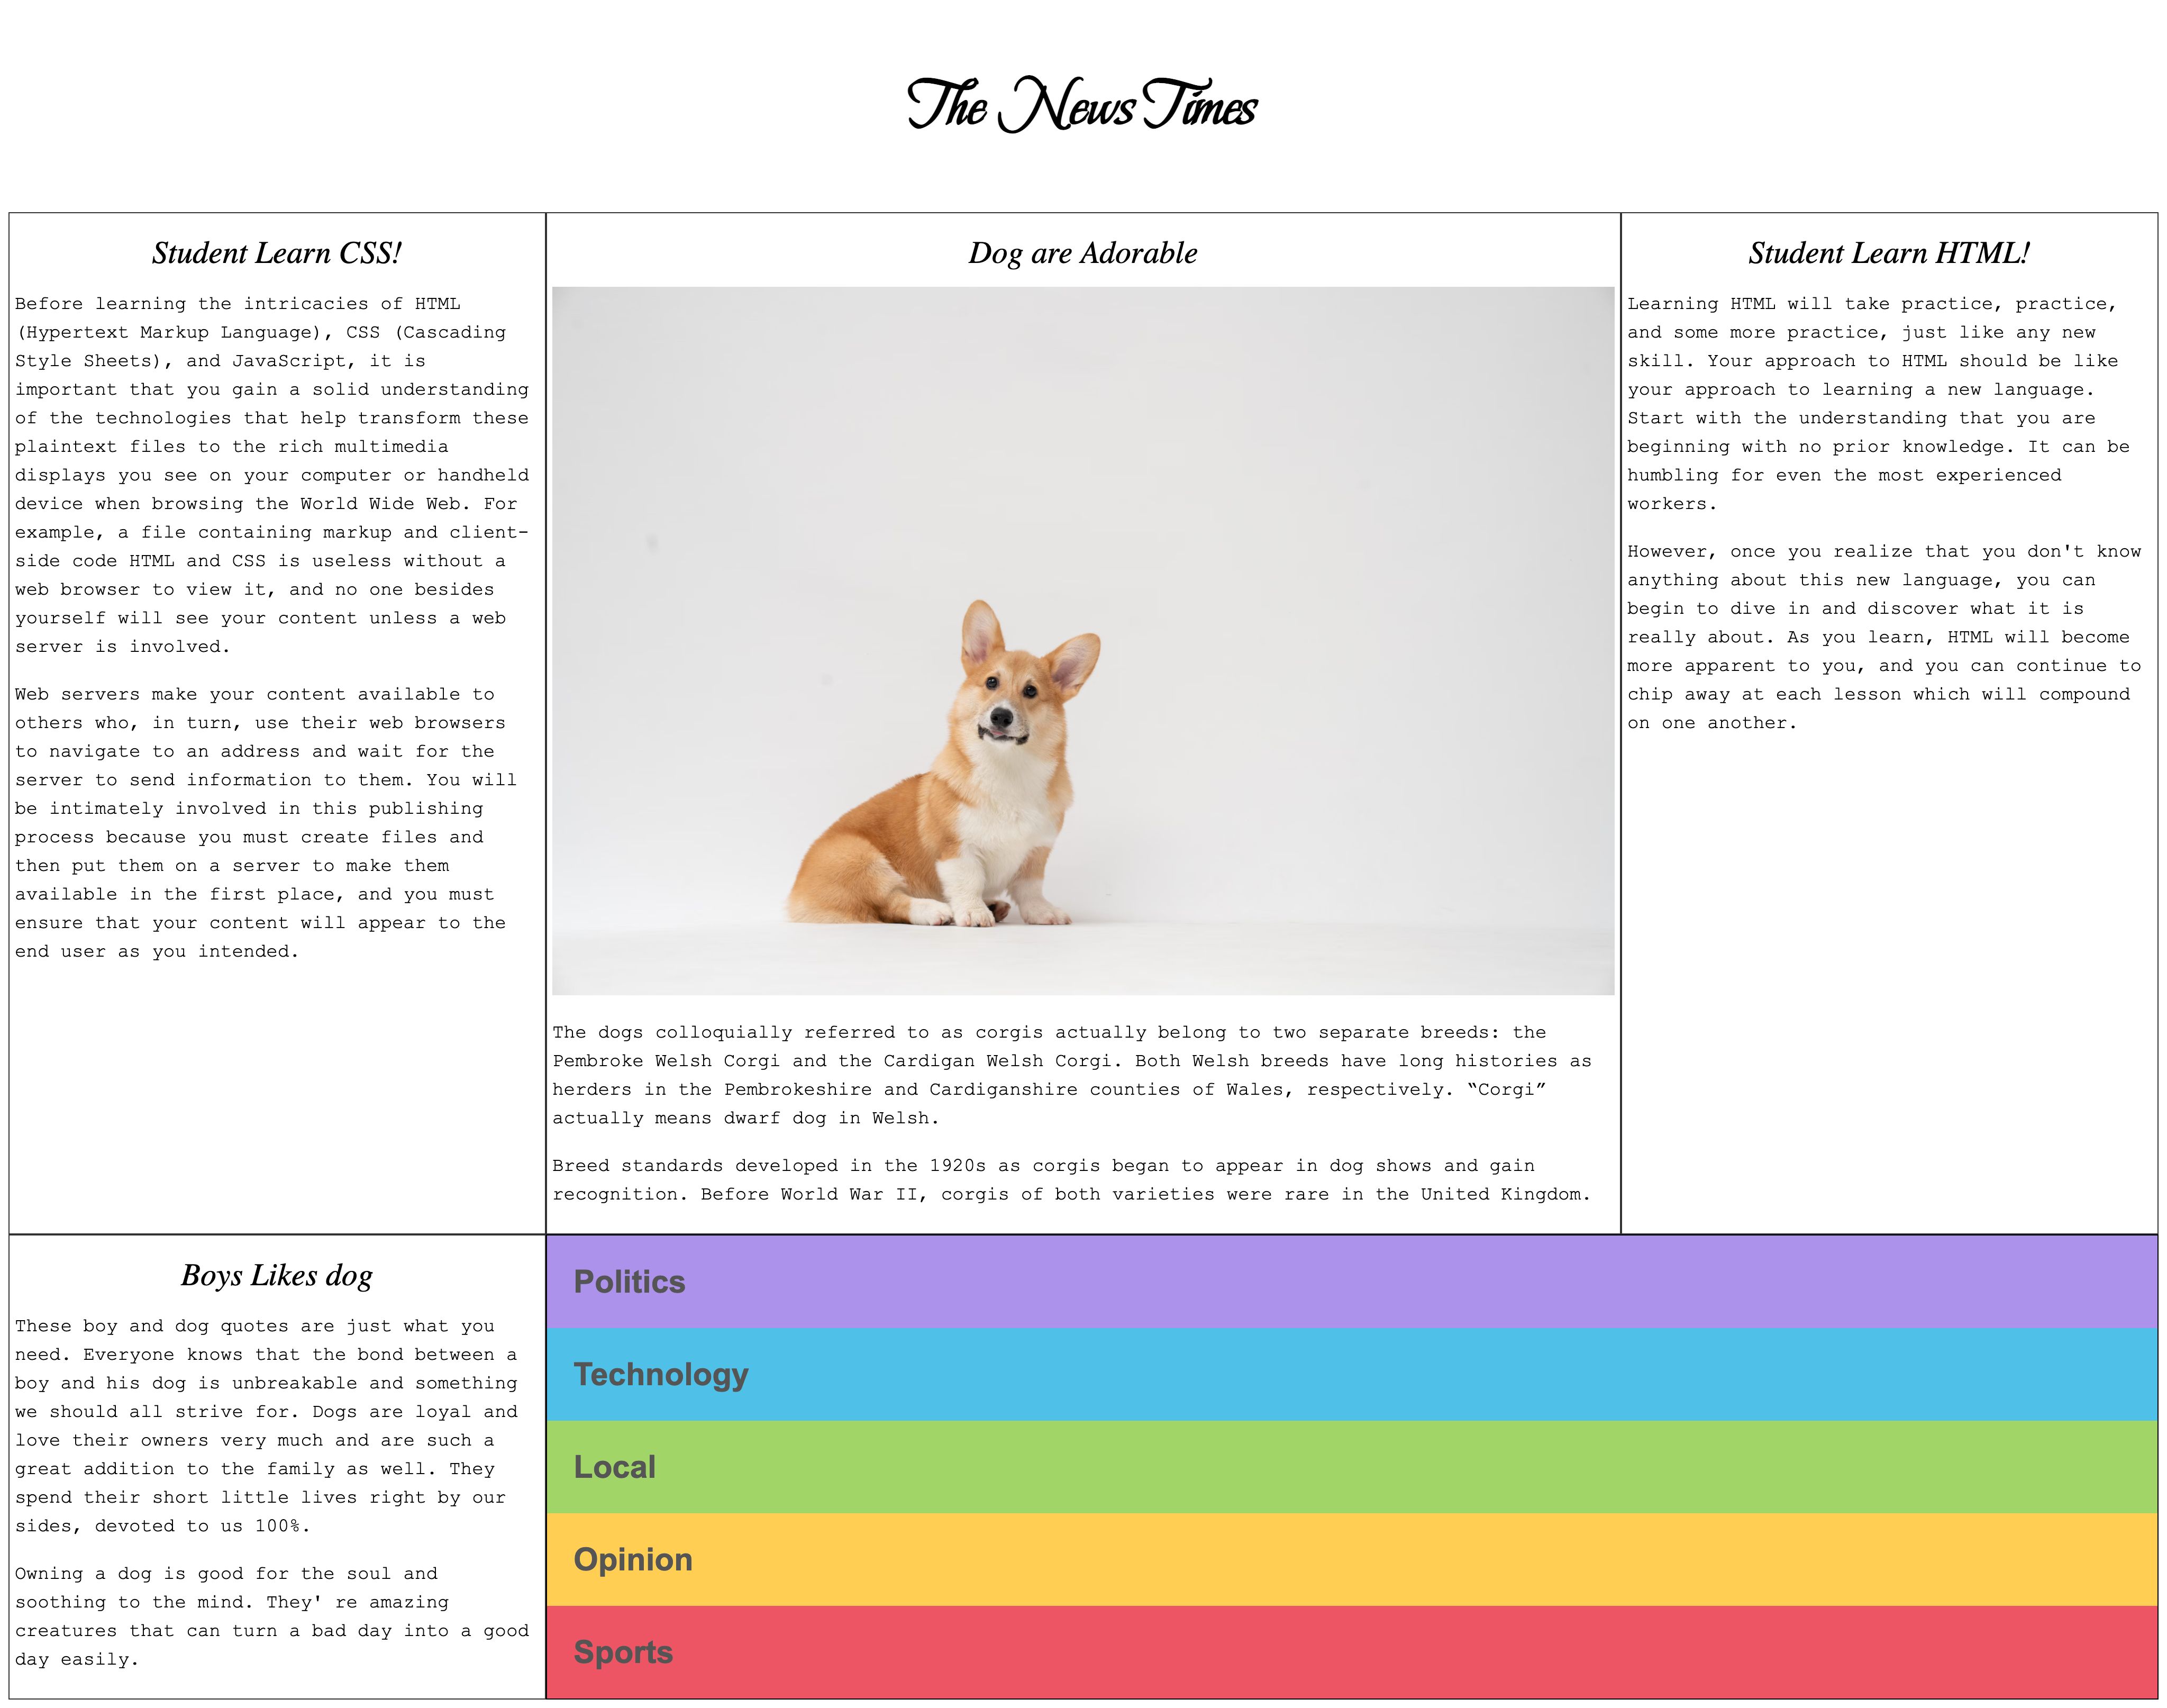 The News Times
Student Learn CSS!
Before learning the intricacies of HTML
(Hypertext Markup Language), CSS (Cascading
Style Sheets), and JavaScript, it is
important that you gain a solid understanding
of the technologies that help transform these
plaintext files to the rich multimedia
displays you see on your computer or handheld
device when browsing the World Wide Web. For
example, a file containing markup and client-
side code HTML and CSS is useless without a
web browser to view it, and no one besides
yourself will see your content unless a web
server is involved.
Web servers make your content available to
others who, in turn, use their web browsers
to navigate to an address and wait for the
server to send information to them. You will
be intimately involved in this publishing
process because you must create files and
then put them on a server to make them
available in the first place, and you must
ensure that your content will appear to the
end user as you intended.
Dog are Adorable
The dogs colloquially referred to as corgis actually belong to two separate breeds: the
Pembroke Welsh Corgi and the Cardigan Welsh Corgi. Both Welsh breeds have long histories as
herders in the Pembrokeshire and Cardiganshire counties of Wales, respectively. “Corgi”
actually means dwarf dog in Welsh.
Breed standards developed in the 1920s as corgis began to appear in dog shows and gain
recognition. Before World War II, corgis of both varieties were rare in the United Kingdom.
Student Learn HTML!
Learning HTML will take practice, practice,
and some more practice, just like any new
skill. Your approach to HTML should be like
your approach to learning a new language.
Start with the understanding that you are
beginning with no prior knowledge. It can be
humbling for even the most experienced
workers.
However, once you realize that you don't know
anything about this new language, you can
begin to dive in and discover what it is
really about. As you learn, HTML will become
more apparent to you, and you can continue to
chip away at each lesson which will compound
on one another.
Boys Likes dog
These boy and dog quotes are just what you
need. Everyone knows that the bond between a
boy and his dog is unbreakable and something
we should all strive for. Dogs are loyal and
love their owners very much and are such a
great addition to the family as well. They
spend their short little lives right by our
sides, devoted to us 100%.
Owning a dog is good for the soul and
soothing to the mind. They' re amazing
creatures that can turn a bad day into a good
day easily.
Politics
Technology
Local
Opinion
Sports